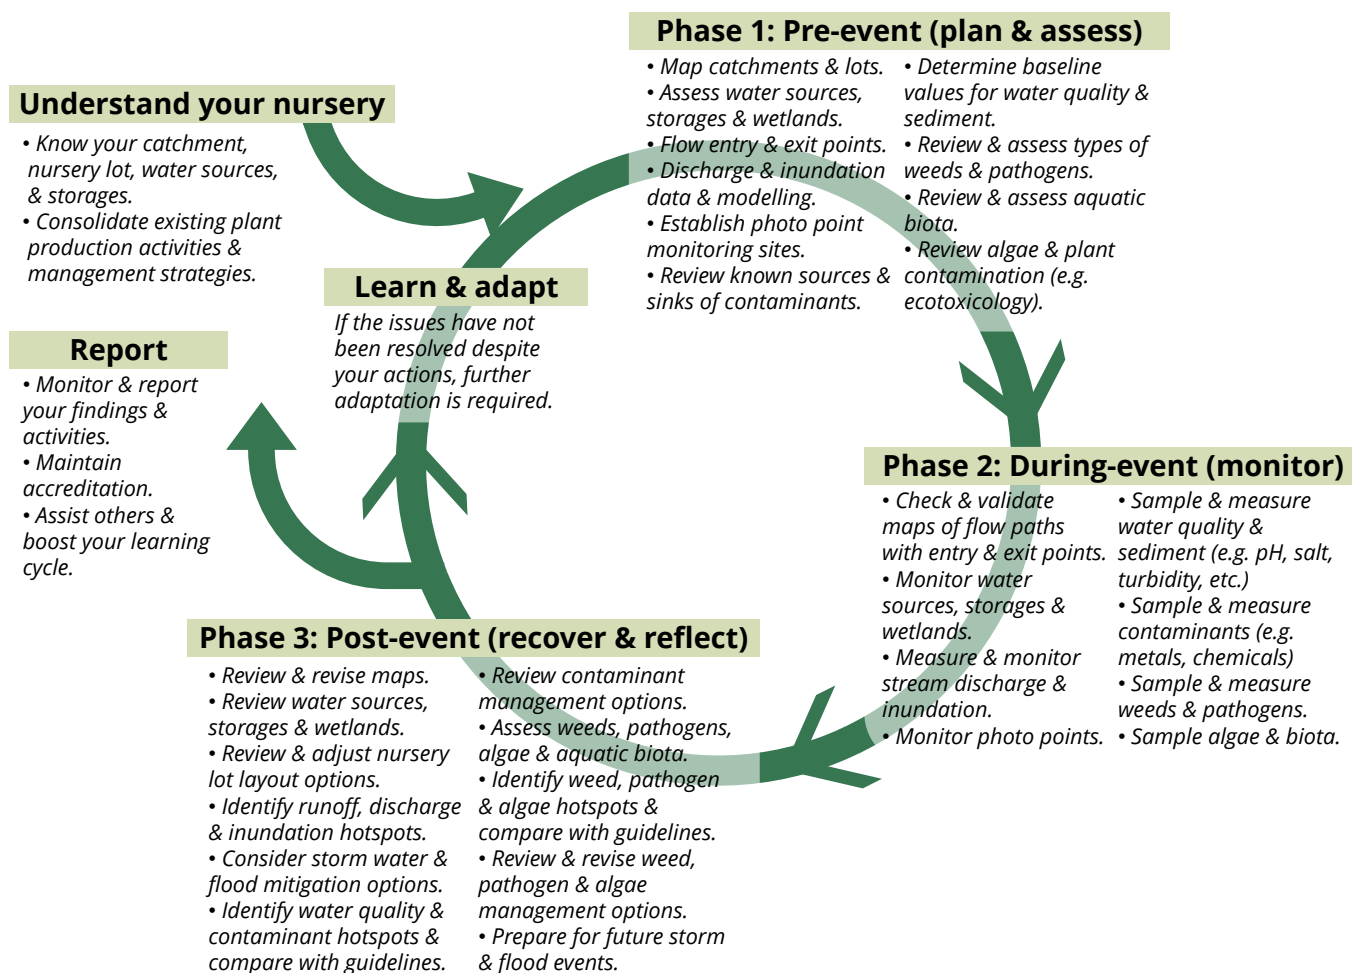 Phase 1: Pre-event (plan & assess)
• Map catchments & lots.
• Assess water sources,
storages & wetlands.
• Flow entry & exit points.
• Discharge & inundation
data & modelling.
• Establish photo point
monitoring sites.
• Review known sources &
sinks of contaminants.
• Determine baseline
values for water quality &
sediment.
• Review & assess types of
weeds & pathogens.
• Review & assess aquatic
biota.
• Review algae & plant
contamination (e.g.
ecotoxicology).
Understand your nursery
• Know your catchment,
nursery lot, water sources,
& storages.
• Consolidate existing plant
production activities &
management strategies.
Learn & adapt
If the issues have not
been resolved despite
your actions, further
adaptation is required.
Report
• Monitor & report
your findings &
activities.
• Maintain
accreditation.
• Assist others &
boost your learning
cycle.
Phase 2: During-event (monitor)
• Check & validate
maps of flow paths
with entry & exit points.
• Monitor water
sources, storages &
wetlands.
• Measure & monitor
stream discharge &
inundation.
• Monitor photo points.
• Sample & measure
water quality &
sediment (e.g. pH, salt,
turbidity, etc.)
• Sample & measure
contaminants (e.g.
metals, chemicals)
• Sample & measure
weeds & pathogens.
• Sample algae & biota.
Phase 3: Post-event (recover & reflect)
• Review & revise maps.
• Review water sources,
storages & wetlands.
• Review & adjust nursery
lot layout options.
• Identify runoff, discharge
& inundation hotspots.
• Consider storm water &
flood mitigation options.
• Identify water quality &
contaminant hotspots &
compare with guidelines.
• Review contaminant
management options.
• Assess weeds, pathogens,
algae & aquatic biota.
• Identify weed, pathogen
& algae hotspots &
compare with guidelines.
• Review & revise weed,
pathogen & algae
management options.
• Prepare for future storm
& flood events.